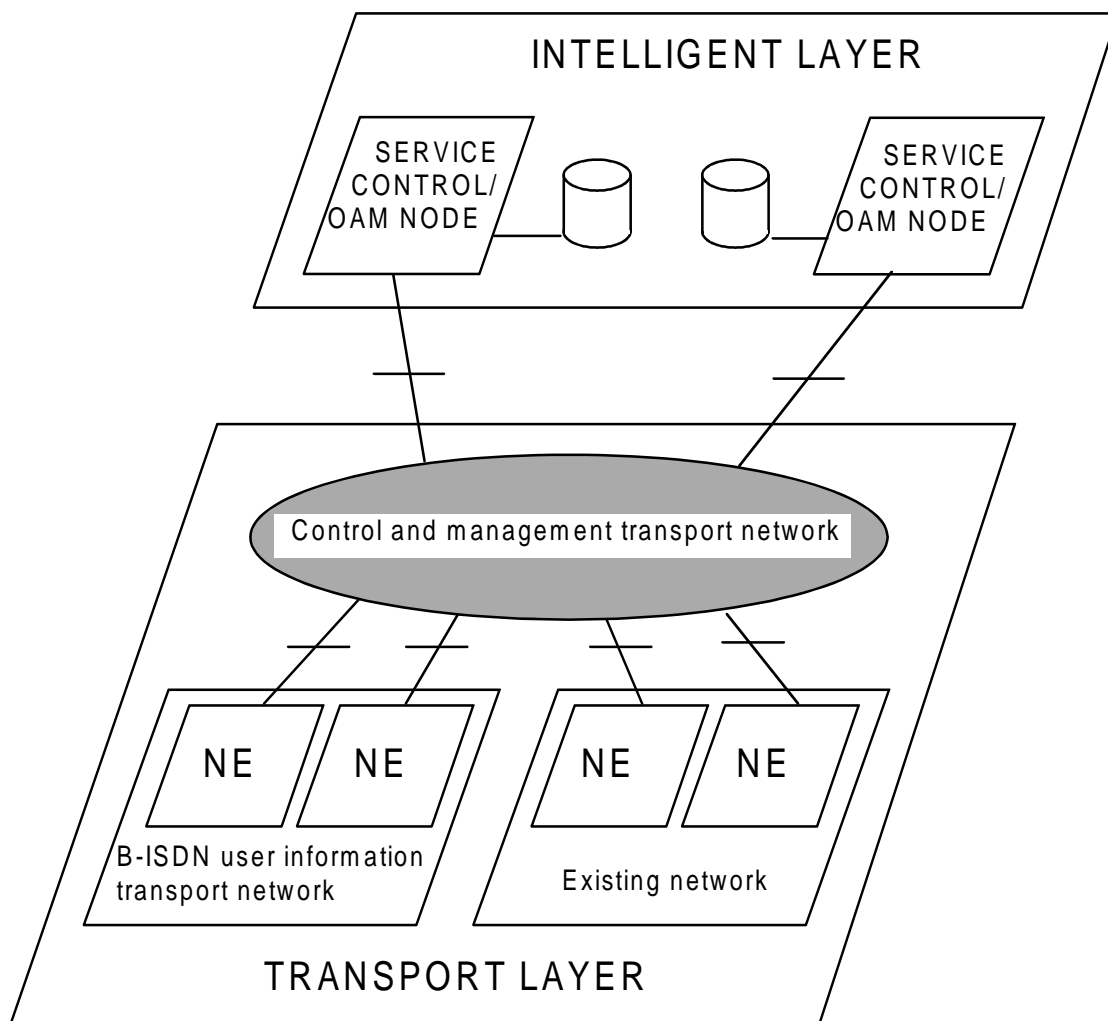 INTELLIGENT LAYER
SERVICE
CONTROL/
OAM NODE
SERVICE
CONTROL/
OAM NODE
Control and management transport network
NE
NE
NE
NE
B-ISDN user information
transport network
Existing network
TRANSPORT LAYER